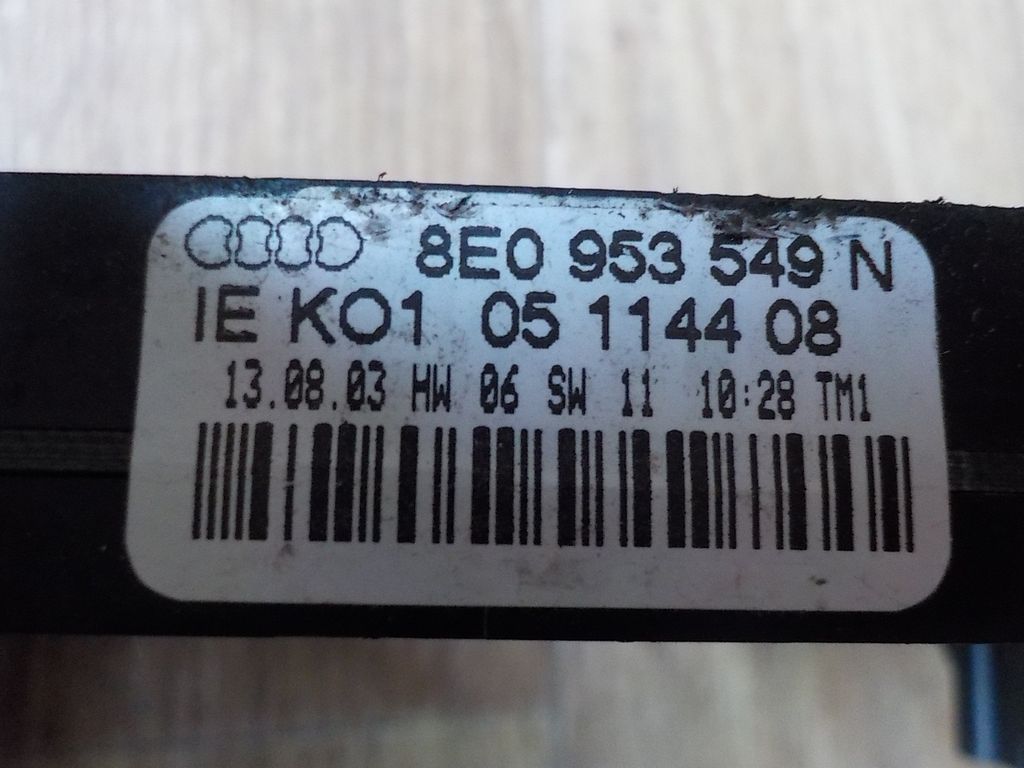 8E0 953 549 N
IE KO1 05 1144 08
13.08.03 HW 06 SW 11 10:28 TM1